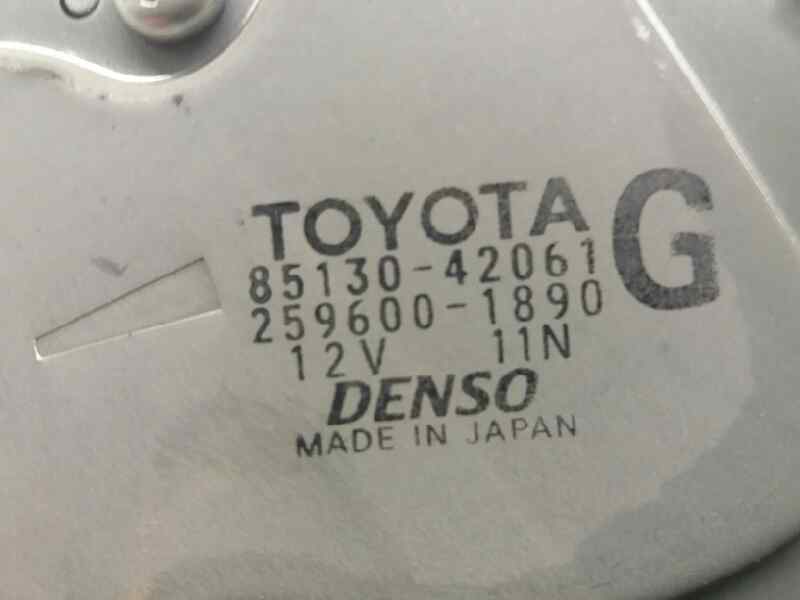 TOYOTA G
85130-42061
259600-1890
12V 11N
DENSO
MADE IN JAPAN